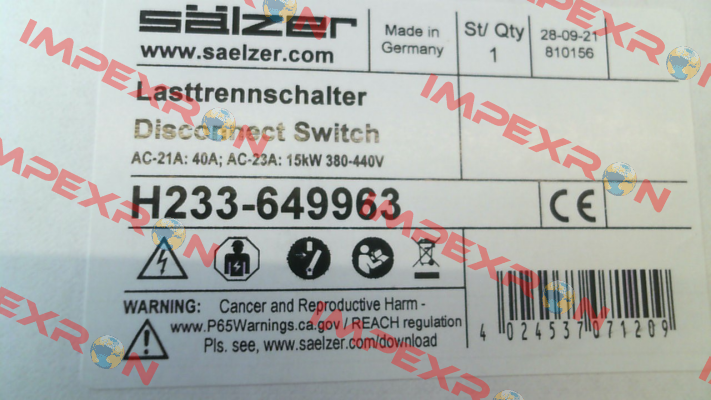 sälzer
www.saelzer.com
Made in
Germany
St/ Qty
1
28-09-21
810156
Lasttrennschalter
Disconnect Switch
AC-21A: 40A; AC-23A: 15kW 380-440V
H233-649963
CE
WARNING: Cancer and Reproductive Harm -
www.P65Warnings.ca.gov / REACH regulation
Pls. see, www.saelzer.com/download
4 024537 071209
IMPEXRON
IMPEXRON
IMPEXRON
IMPEXRON
IMPEXRON